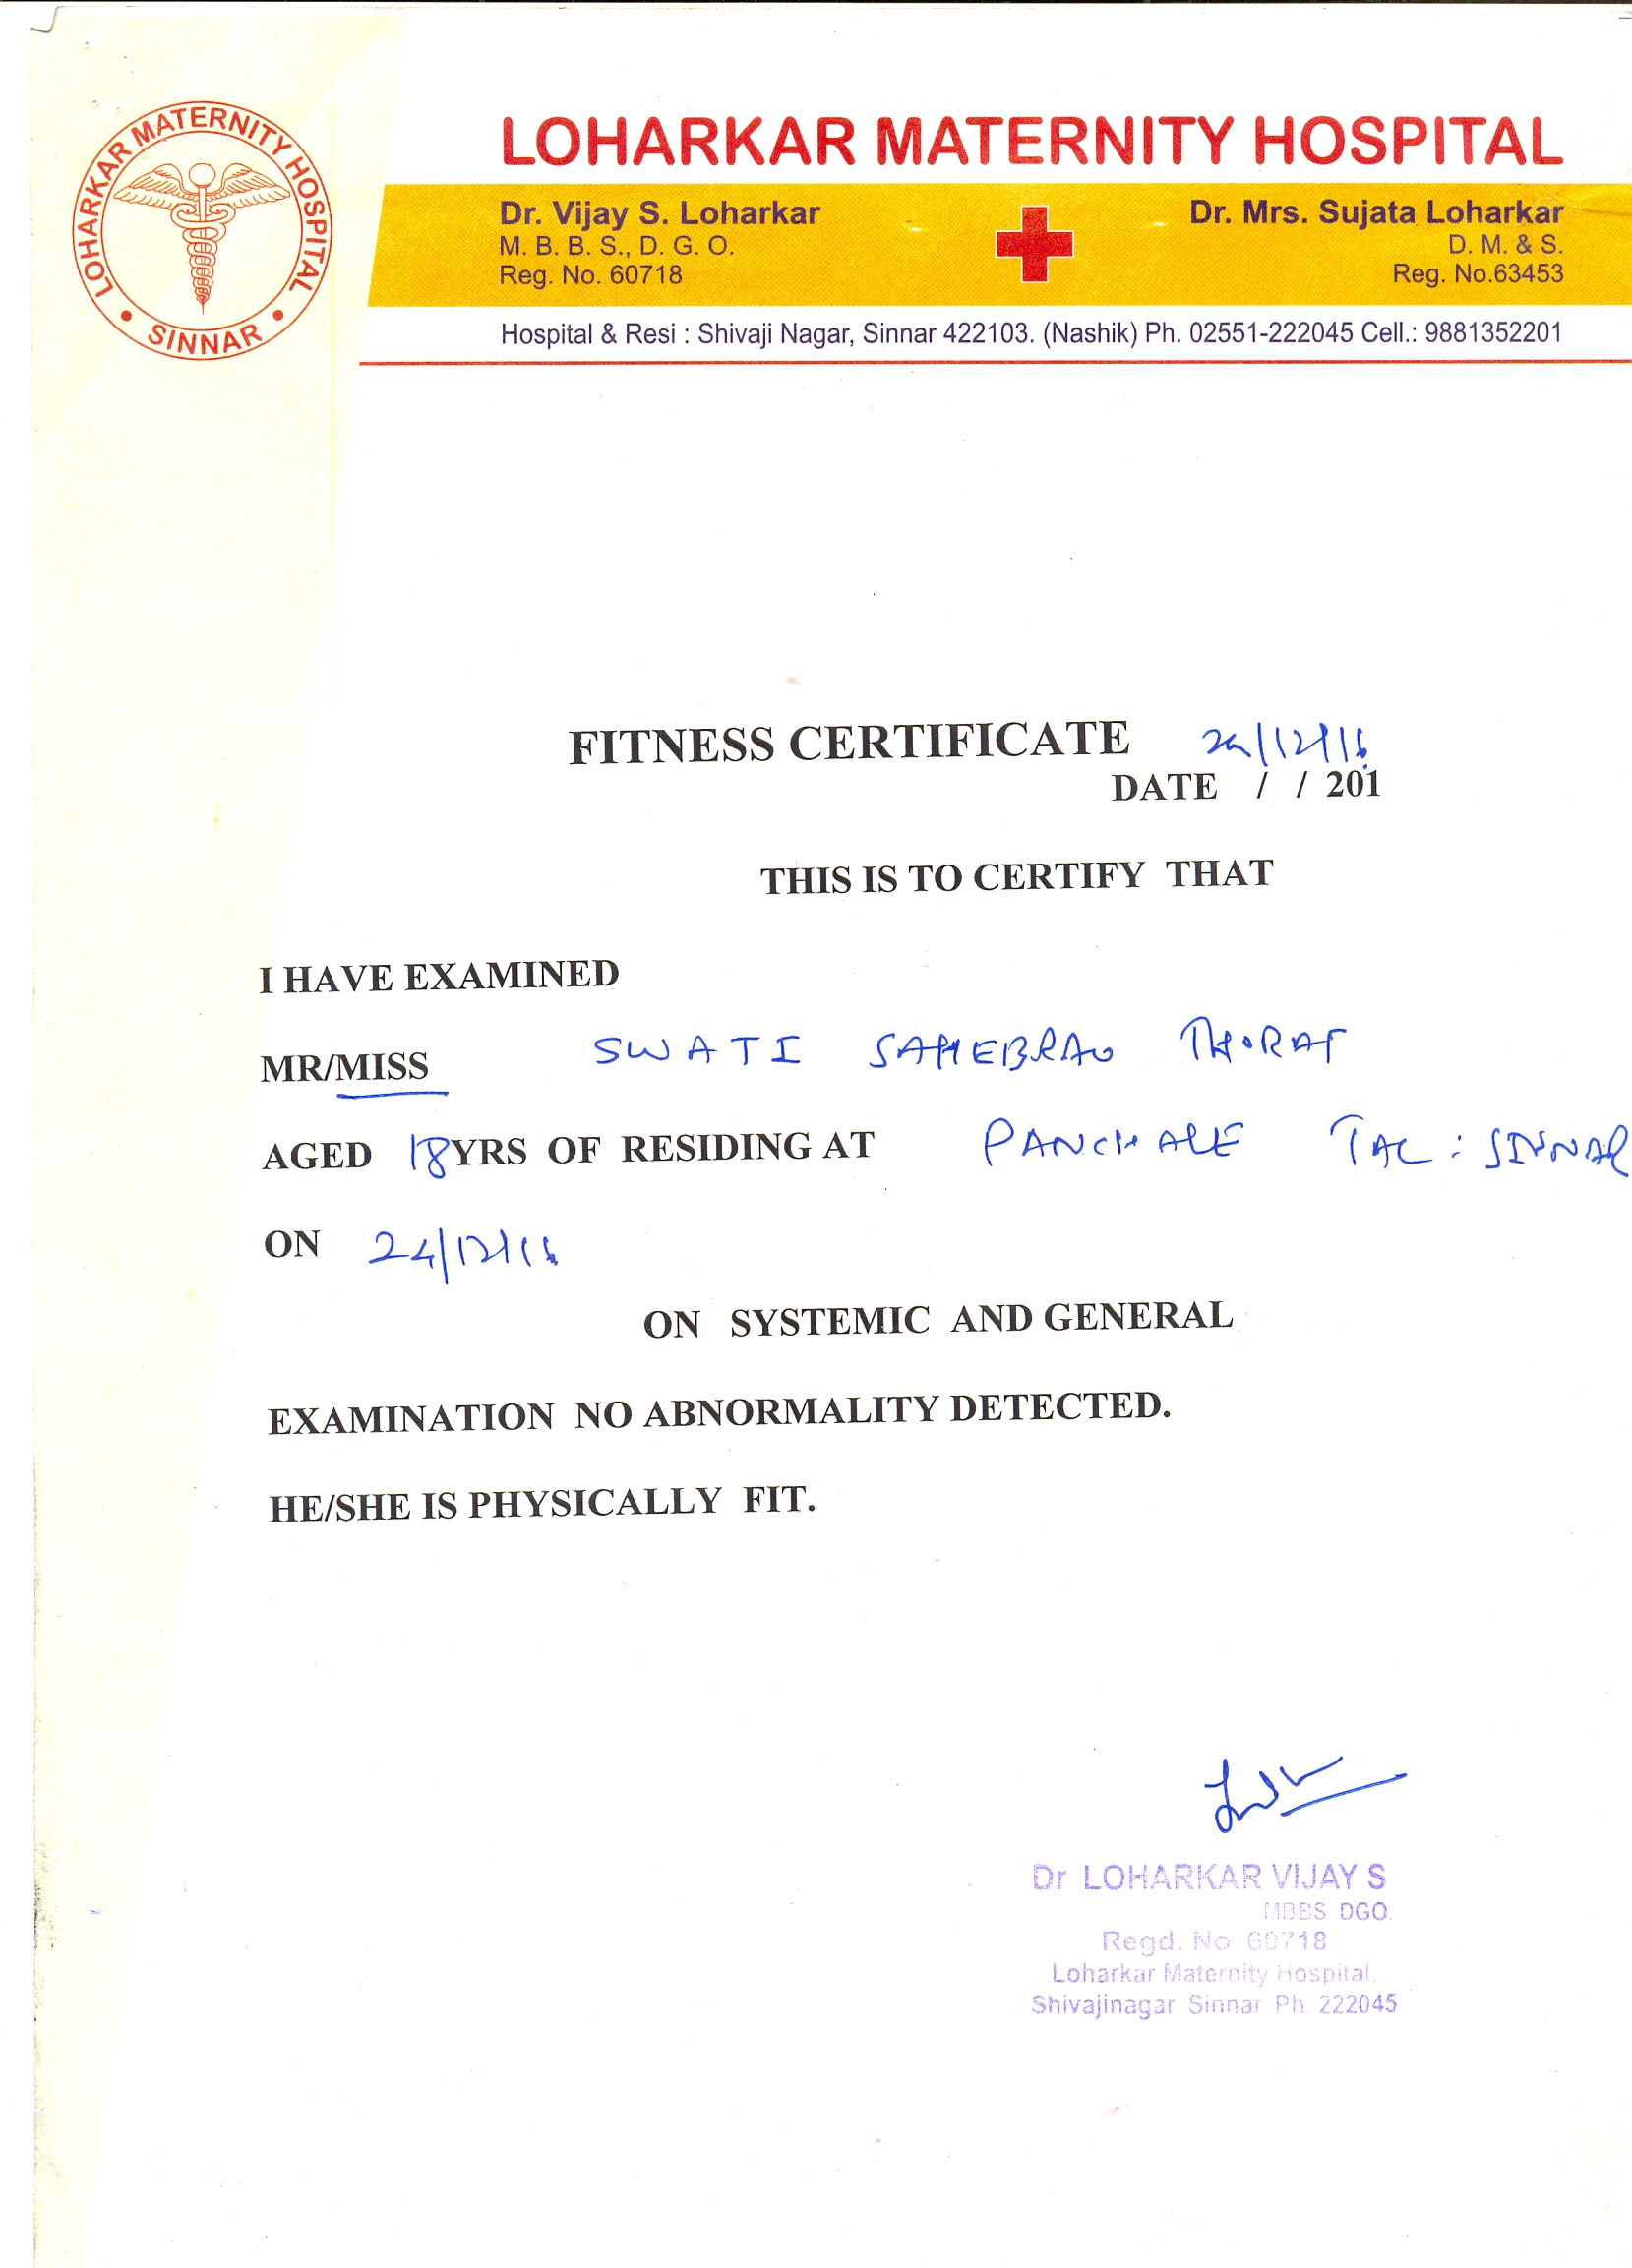 LOHARKAR MATERNITY HOSPITAL
SINNAR
LOHARKAR MATERNITY HOSPITAL
Dr. Vijay S. Loharkar
M. B. B. S., D. G. O.
Reg. No. 60718
Dr. Mrs. Sujata Loharkar
D. M. & S.
Reg. No.63453
Hospital & Resi : Shivaji Nagar, Sinnar 422103. (Nashik) Ph. 02551-222045 Cell.: 9881352201
FITNESS CERTIFICATE 24/12/16
DATE / / 201
THIS IS TO CERTIFY THAT
I HAVE EXAMINED
MR/MISS SWATI SAHEBRAO THORAT
AGED 18 YRS OF RESIDING AT PANCHALE TAL : SINNAR
ON 24/12/16
ON SYSTEMIC AND GENERAL
EXAMINATION NO ABNORMALITY DETECTED.
HE/SHE IS PHYSICALLY FIT.
Dr LOHARKAR VIJAY S
MBBS DGO.
Regd. No 60718
Loharkar Maternity Hospital.
Shivajinagar Sinnar Ph 222045